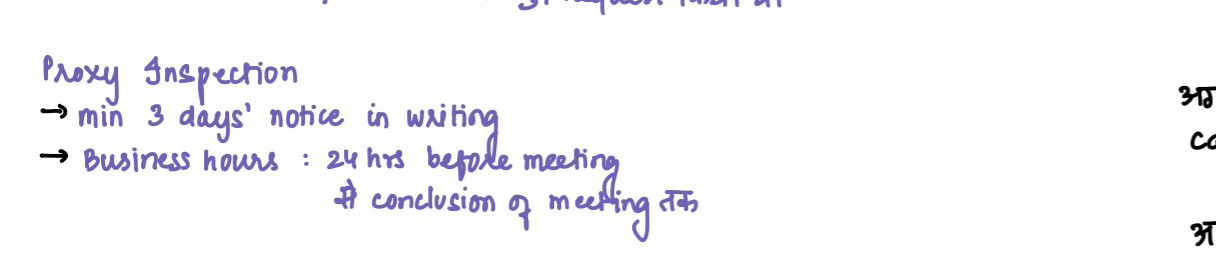 Proxy Inspection
→ min 3 days' notice in writing
→ Business hours : 24 hrs before meeting
से conclusion of meeting तक